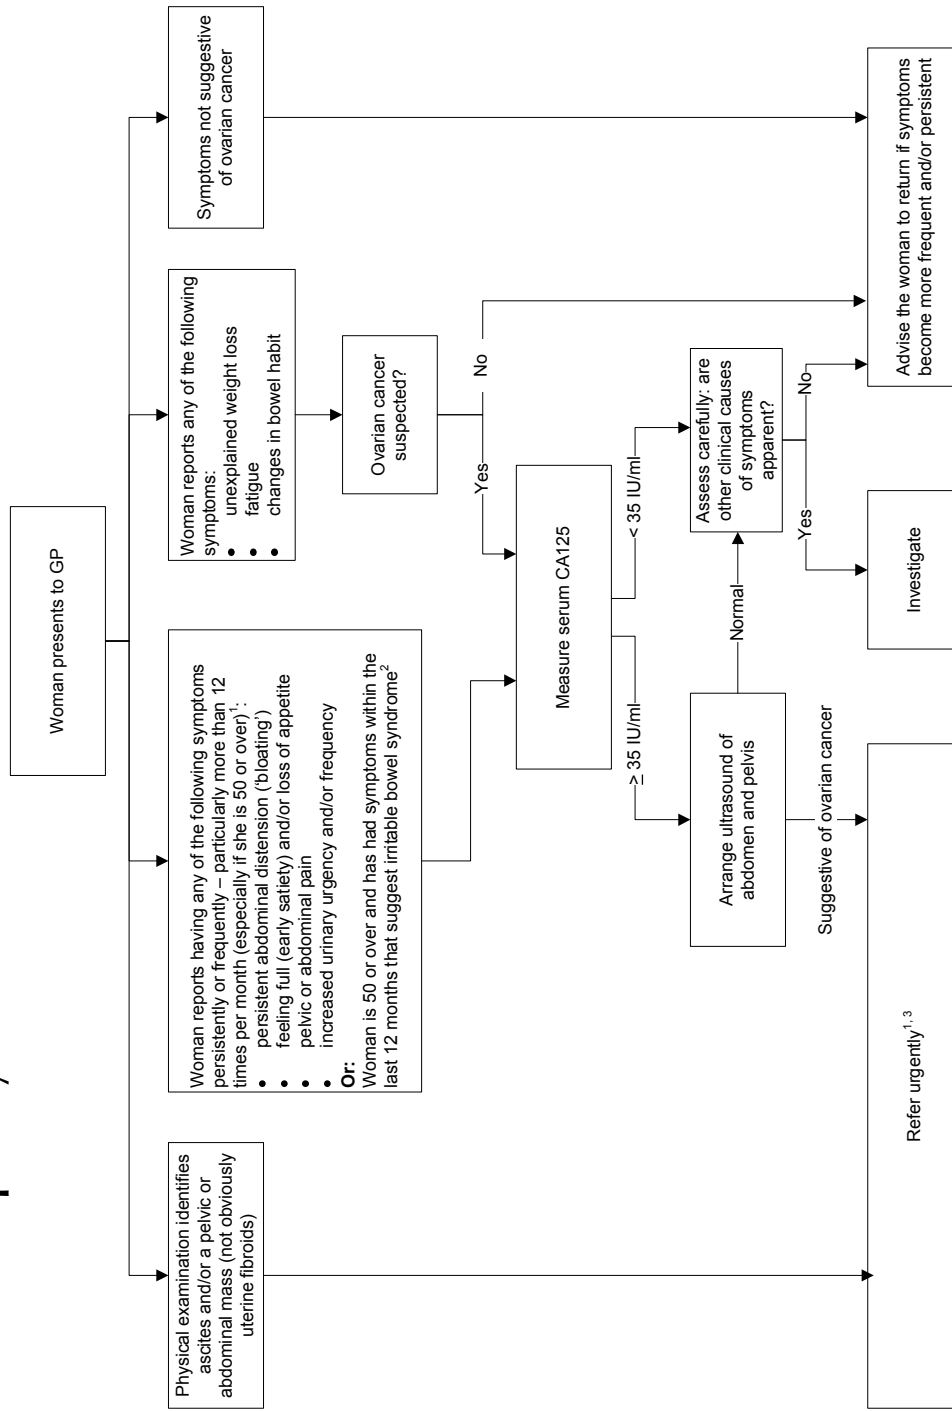 Woman presents to GP
Physical examination identifies
ascites and/or a pelvic or
abdominal mass (not obviously
uterine fibroids)
Woman reports having any of the following symptoms
persistently or frequently – particularly more than 12
times per month (especially if she is 50 or over)1:
• persistent abdominal distension ('bloating')
• feeling full (early satiety) and/or loss of appetite
• pelvic or abdominal pain
• increased urinary urgency and/or frequency
Or:
Woman is 50 or over and has had symptoms within the
last 12 months that suggest irritable bowel syndrome2
Woman reports any of the following
symptoms:
• unexplained weight loss
• fatigue
• changes in bowel habit
Symptoms not suggestive
of ovarian cancer
Ovarian cancer
suspected?
Yes
No
Measure serum CA125
≥ 35 IU/ml
< 35 IU/ml
Arrange ultrasound of
abdomen and pelvis
Normal
Assess carefully: are
other clinical causes
of symptoms
apparent?
Suggestive of ovarian cancer
Yes
No
Refer urgently1, 3
Investigate
Advise the woman to return if symptoms
become more frequent and/or persistent